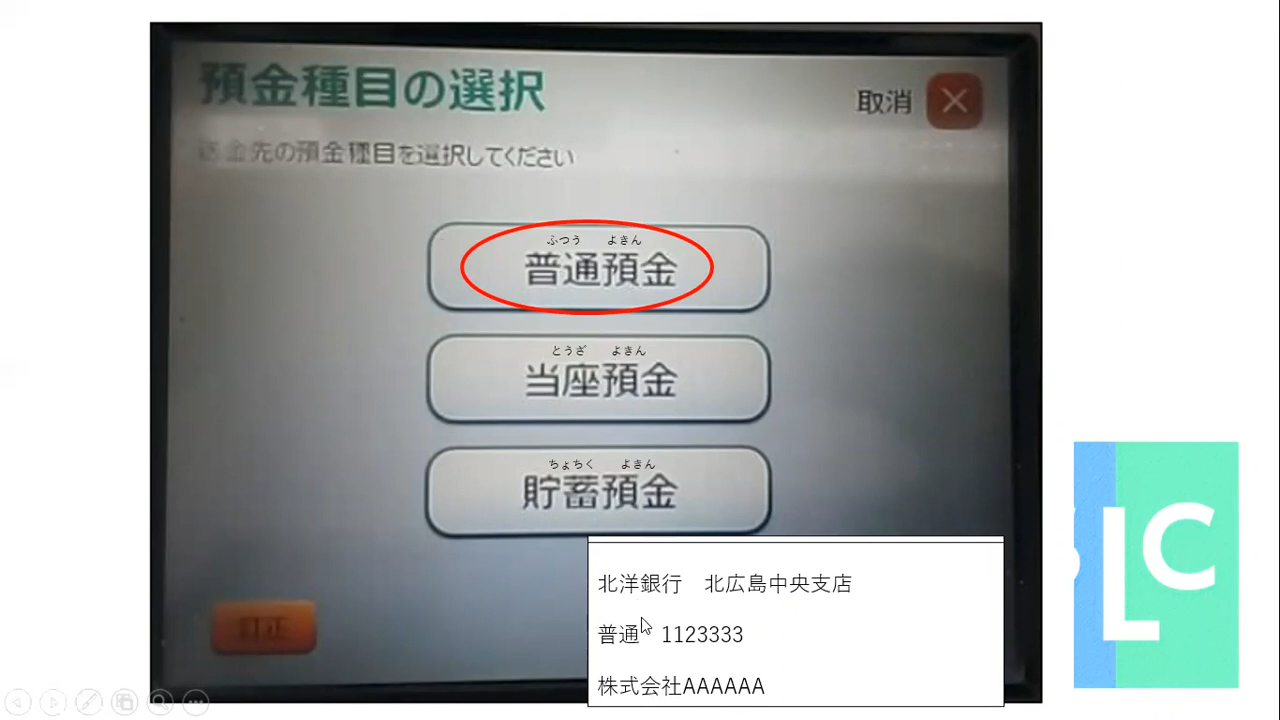 預金種目の選択
取消
送金先の預金種目を選択してください
ふつう よきん
普通預金
とうざ よきん
当座預金
ちょちく よきん
貯蓄預金
訂正
北洋銀行 北広島中央支店
普通 1123333
株式会社AAAAAA
LC